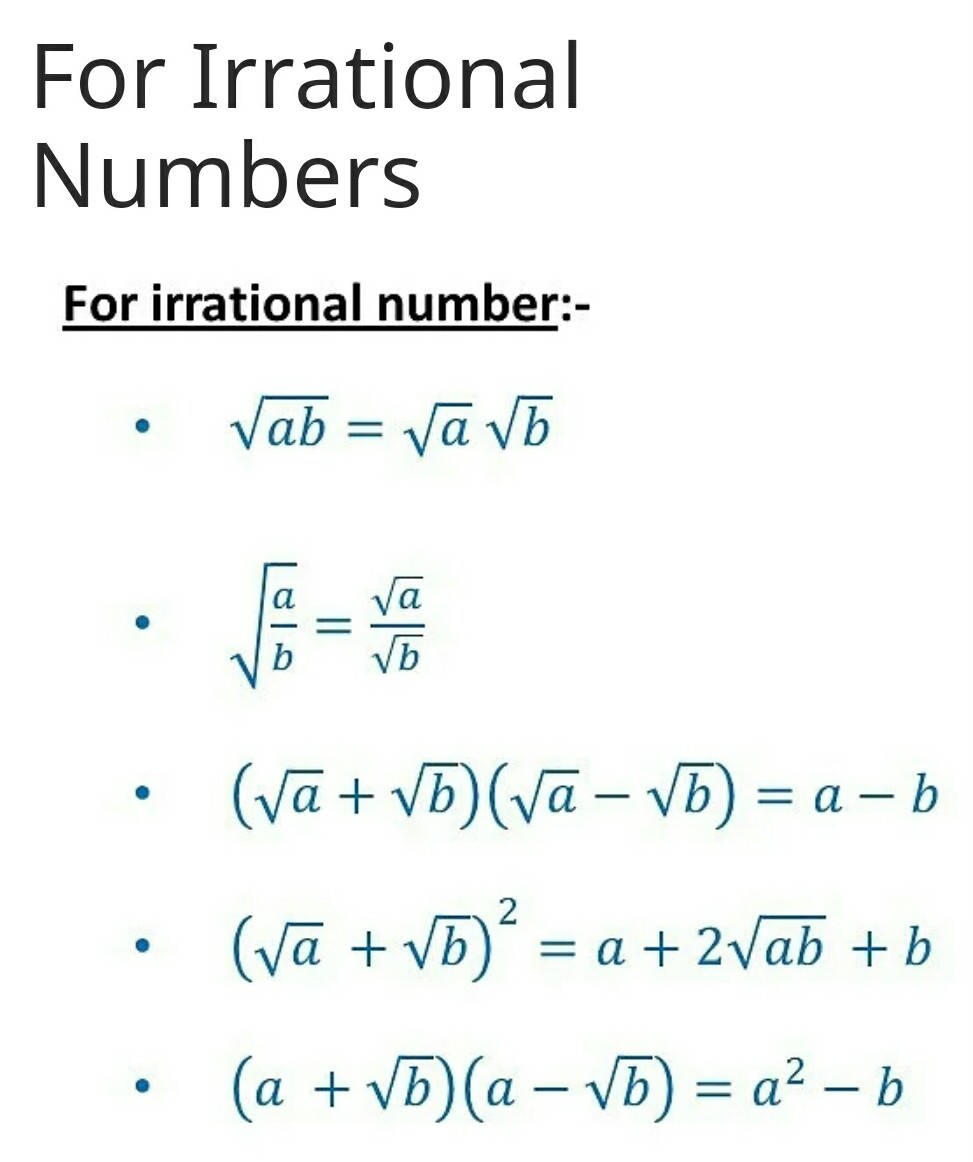 For Irrational
Numbers
For irrational number:-
• √ab = √a √b
• √(a/b) = √a/√b
• (√a + √b)(√a − √b) = a − b
• (√a + √b)² = a + 2√ab + b
• (a + √b)(a − √b) = a² − b